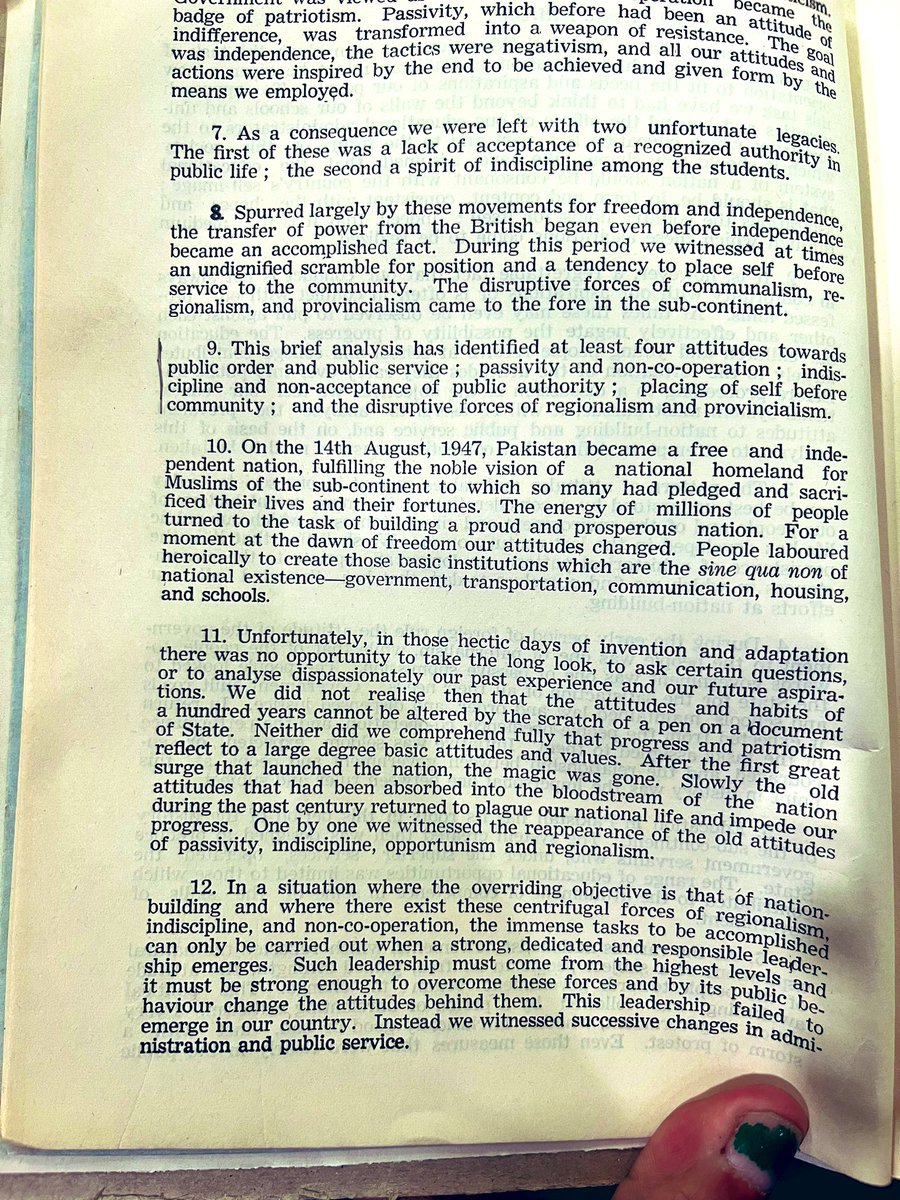 became the
badge of patriotism. Passivity, which before had been an attitude of
indifference, was transformed into a weapon of resistance. The goal
was independence, the tactics were negativism, and all our attitudes and
actions were inspired by the end to be achieved and given form by the
means we employed.
7. As a consequence we were left with two unfortunate legacies.
The first of these was a lack of acceptance of a recognized authority in
public life ; the second a spirit of indiscipline among the students.
8. Spurred largely by these movements for freedom and independence,
the transfer of power from the British began even before independence
became an accomplished fact. During this period we witnessed at times
an undignified scramble for position and a tendency to place self before
service to the community. The disruptive forces of communalism, re-
gionalism, and provincialism came to the fore in the sub-continent.
9. This brief analysis has identified at least four attitudes towards
public order and public service ; passivity and non-co-operation ; indis-
cipline and non-acceptance of public authority ; placing of self before
community ; and the disruptive forces of regionalism and provincialism.
10. On the 14th August, 1947, Pakistan became a free and inde-
pendent nation, fulfilling the noble vision of a national homeland for
Muslims of the sub-continent to which so many had pledged and sacri-
ficed their lives and their fortunes. The energy of millions of people
turned to the task of building a proud and prosperous nation. For a
moment at the dawn of freedom our attitudes changed. People laboured
heroically to create those basic institutions which are the sine qua non of
national existence—government, transportation, communication, housing,
and schools.
11. Unfortunately, in those hectic days of invention and adaptation
there was no opportunity to take the long look, to ask certain questions,
or to analyse dispassionately our past experience and our future aspira-
tions. We did not realise then that the attitudes and habits of
a hundred years cannot be altered by the scratch of a pen on a document
of State. Neither did we comprehend fully that progress and patriotism
reflect to a large degree basic attitudes and values. After the first great
surge that launched the nation, the magic was gone. Slowly the old
attitudes that had been absorbed into the bloodstream of the nation
during the past century returned to plague our national life and impede our
progress. One by one we witnessed the reappearance of the old attitudes
of passivity, indiscipline, opportunism and regionalism.
12. In a situation where the overriding objective is that of nation-
building and where there exist these centrifugal forces of regionalism,
indiscipline, and non-co-operation, the immense tasks to be accomplished
can only be carried out when a strong, dedicated and responsible leader-
ship emerges. Such leadership must come from the highest levels and
it must be strong enough to overcome these forces and by its public be-
haviour change the attitudes behind them. This leadership failed to
emerge in our country. Instead we witnessed successive changes in admi-
nistration and public service.